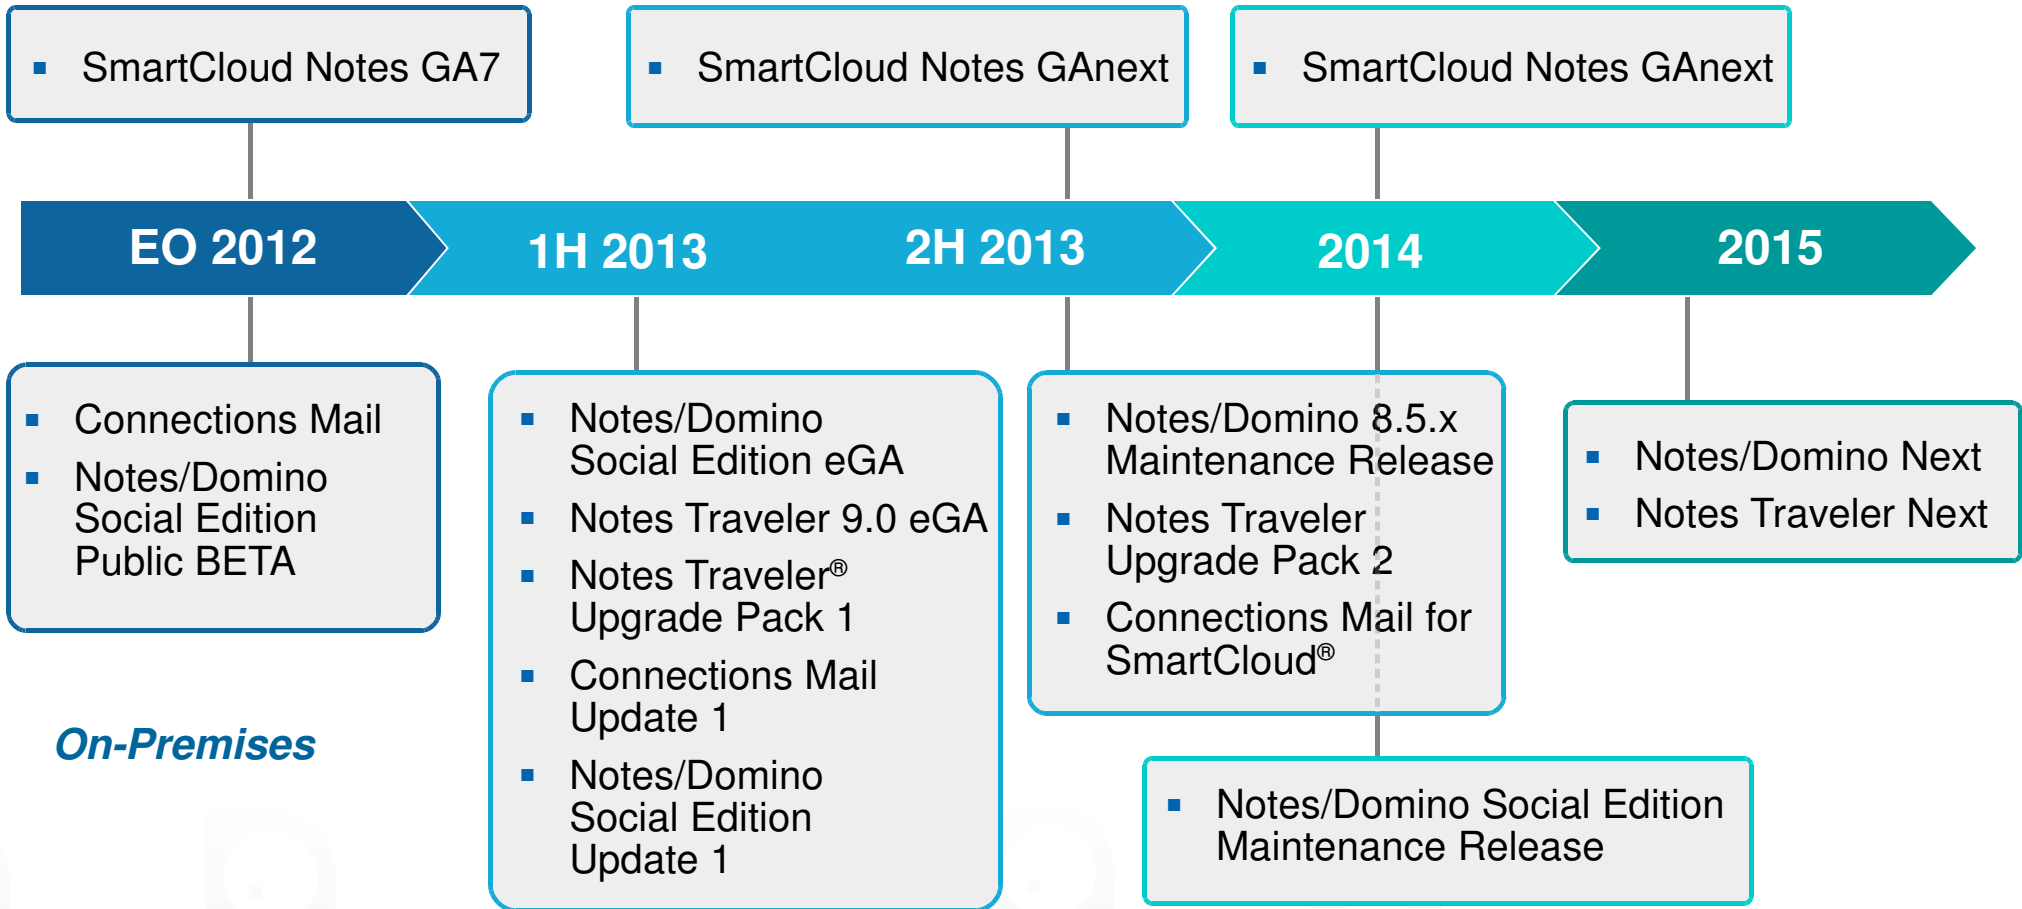 ▪ SmartCloud Notes GA7
▪ SmartCloud Notes GAnext
▪ SmartCloud Notes GAnext
EO 2012
1H 2013
2H 2013
2014
2015
▪ Connections Mail
▪ Notes/Domino
Social Edition
Public BETA
▪ Notes/Domino
Social Edition eGA
▪ Notes Traveler 9.0 eGA
▪ Notes Traveler®
Upgrade Pack 1
▪ Connections Mail
Update 1
▪ Notes/Domino
Social Edition
Update 1
▪ Notes/Domino 8.5.x
Maintenance Release
▪ Notes Traveler
Upgrade Pack 2
▪ Connections Mail for
SmartCloud®
▪ Notes/Domino Next
▪ Notes Traveler Next
On-Premises
▪ Notes/Domino Social Edition
Maintenance Release